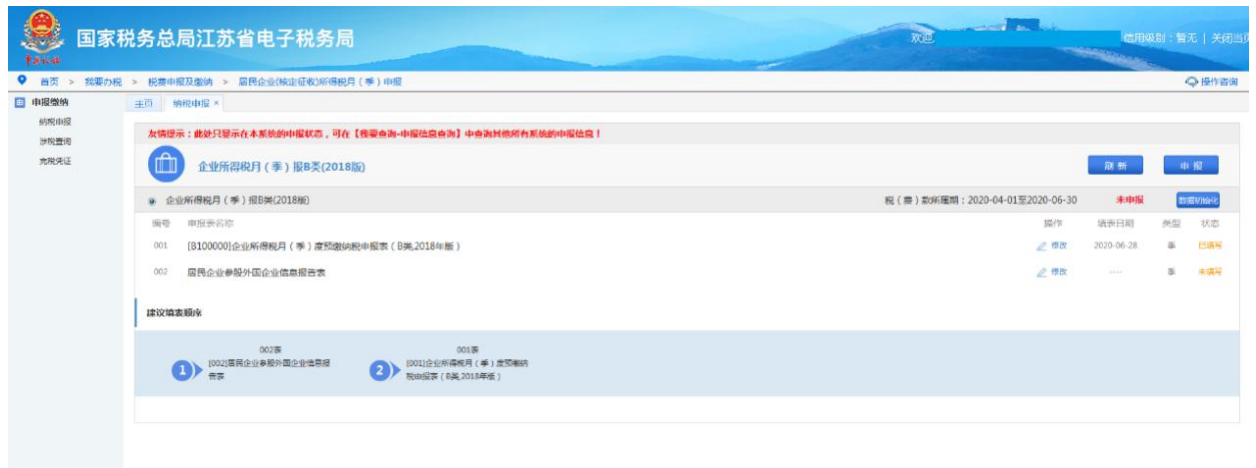 国家税务总局江苏省电子税务局
欢迎
信用级别：暂无 | 关闭当
首页 > 我要办税 > 税费申报及缴纳 > 居民企业(核定征收)所得税月（季）申报
操作咨询
申报缴纳
纳税申报
涉税查询
完税凭证
主页 纳税申报 ×
友情提示：此处只显示在本系统的申报状态，可在【我要查询-申报信息查询】中查询其他所有系统的申报信息！
企业所得税月（季）报B类(2018版)
刷 新 申 报
企业所得税月（季）报B类(2018版) 税（费）款所属期：2020-04-01至2020-06-30 未申报 数据初始化
编号 申报表名称 操作 填表日期 类型 状态
001 [B100000]企业所得税月（季）度预缴纳税申报表（B类,2018年版） 修改 2020-06-28 季 已填写
002 居民企业参股外国企业信息报告表 修改 ---- 季 未填写
建议填表顺序
002表
1 [002]居民企业参股外国企业信息报
告表
001表
2 [001]企业所得税月（季）度预缴纳
税申报表（B类,2018年版）